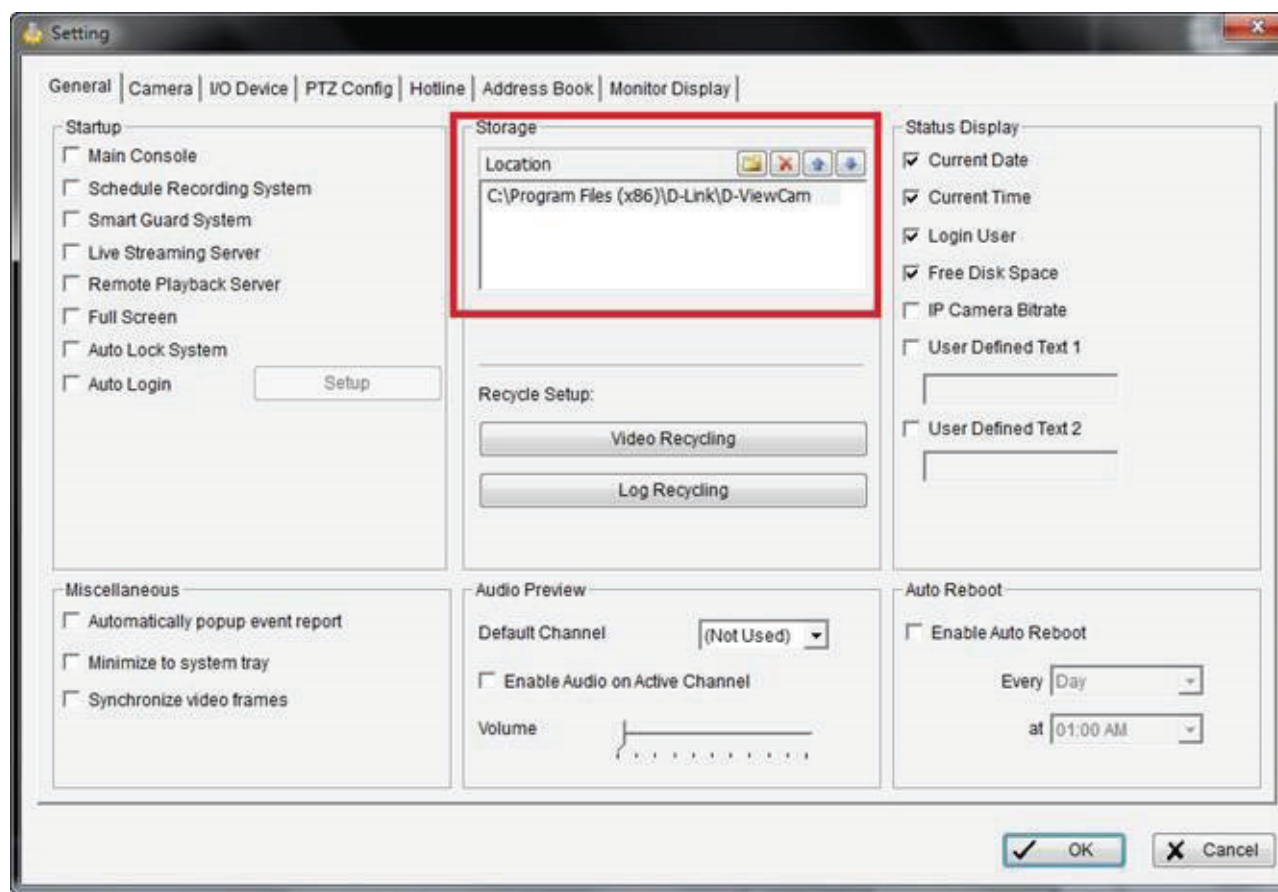 Setting
General Camera I/O Device PTZ Config Hotline Address Book Monitor Display
Startup
Main Console
Schedule Recording System
Smart Guard System
Live Streaming Server
Remote Playback Server
Full Screen
Auto Lock System
Auto Login Setup
Storage
Location
C:\Program Files (x86)\D-Link\D-ViewCam
Recycle Setup:
Video Recycling
Log Recycling
Status Display
Current Date
Current Time
Login User
Free Disk Space
IP Camera Bitrate
User Defined Text 1
User Defined Text 2
Miscellaneous
Automatically popup event report
Minimize to system tray
Synchronize video frames
Audio Preview
Default Channel (Not Used)
Enable Audio on Active Channel
Volume
Auto Reboot
Enable Auto Reboot
Every Day
at 01:00 AM
OK Cancel